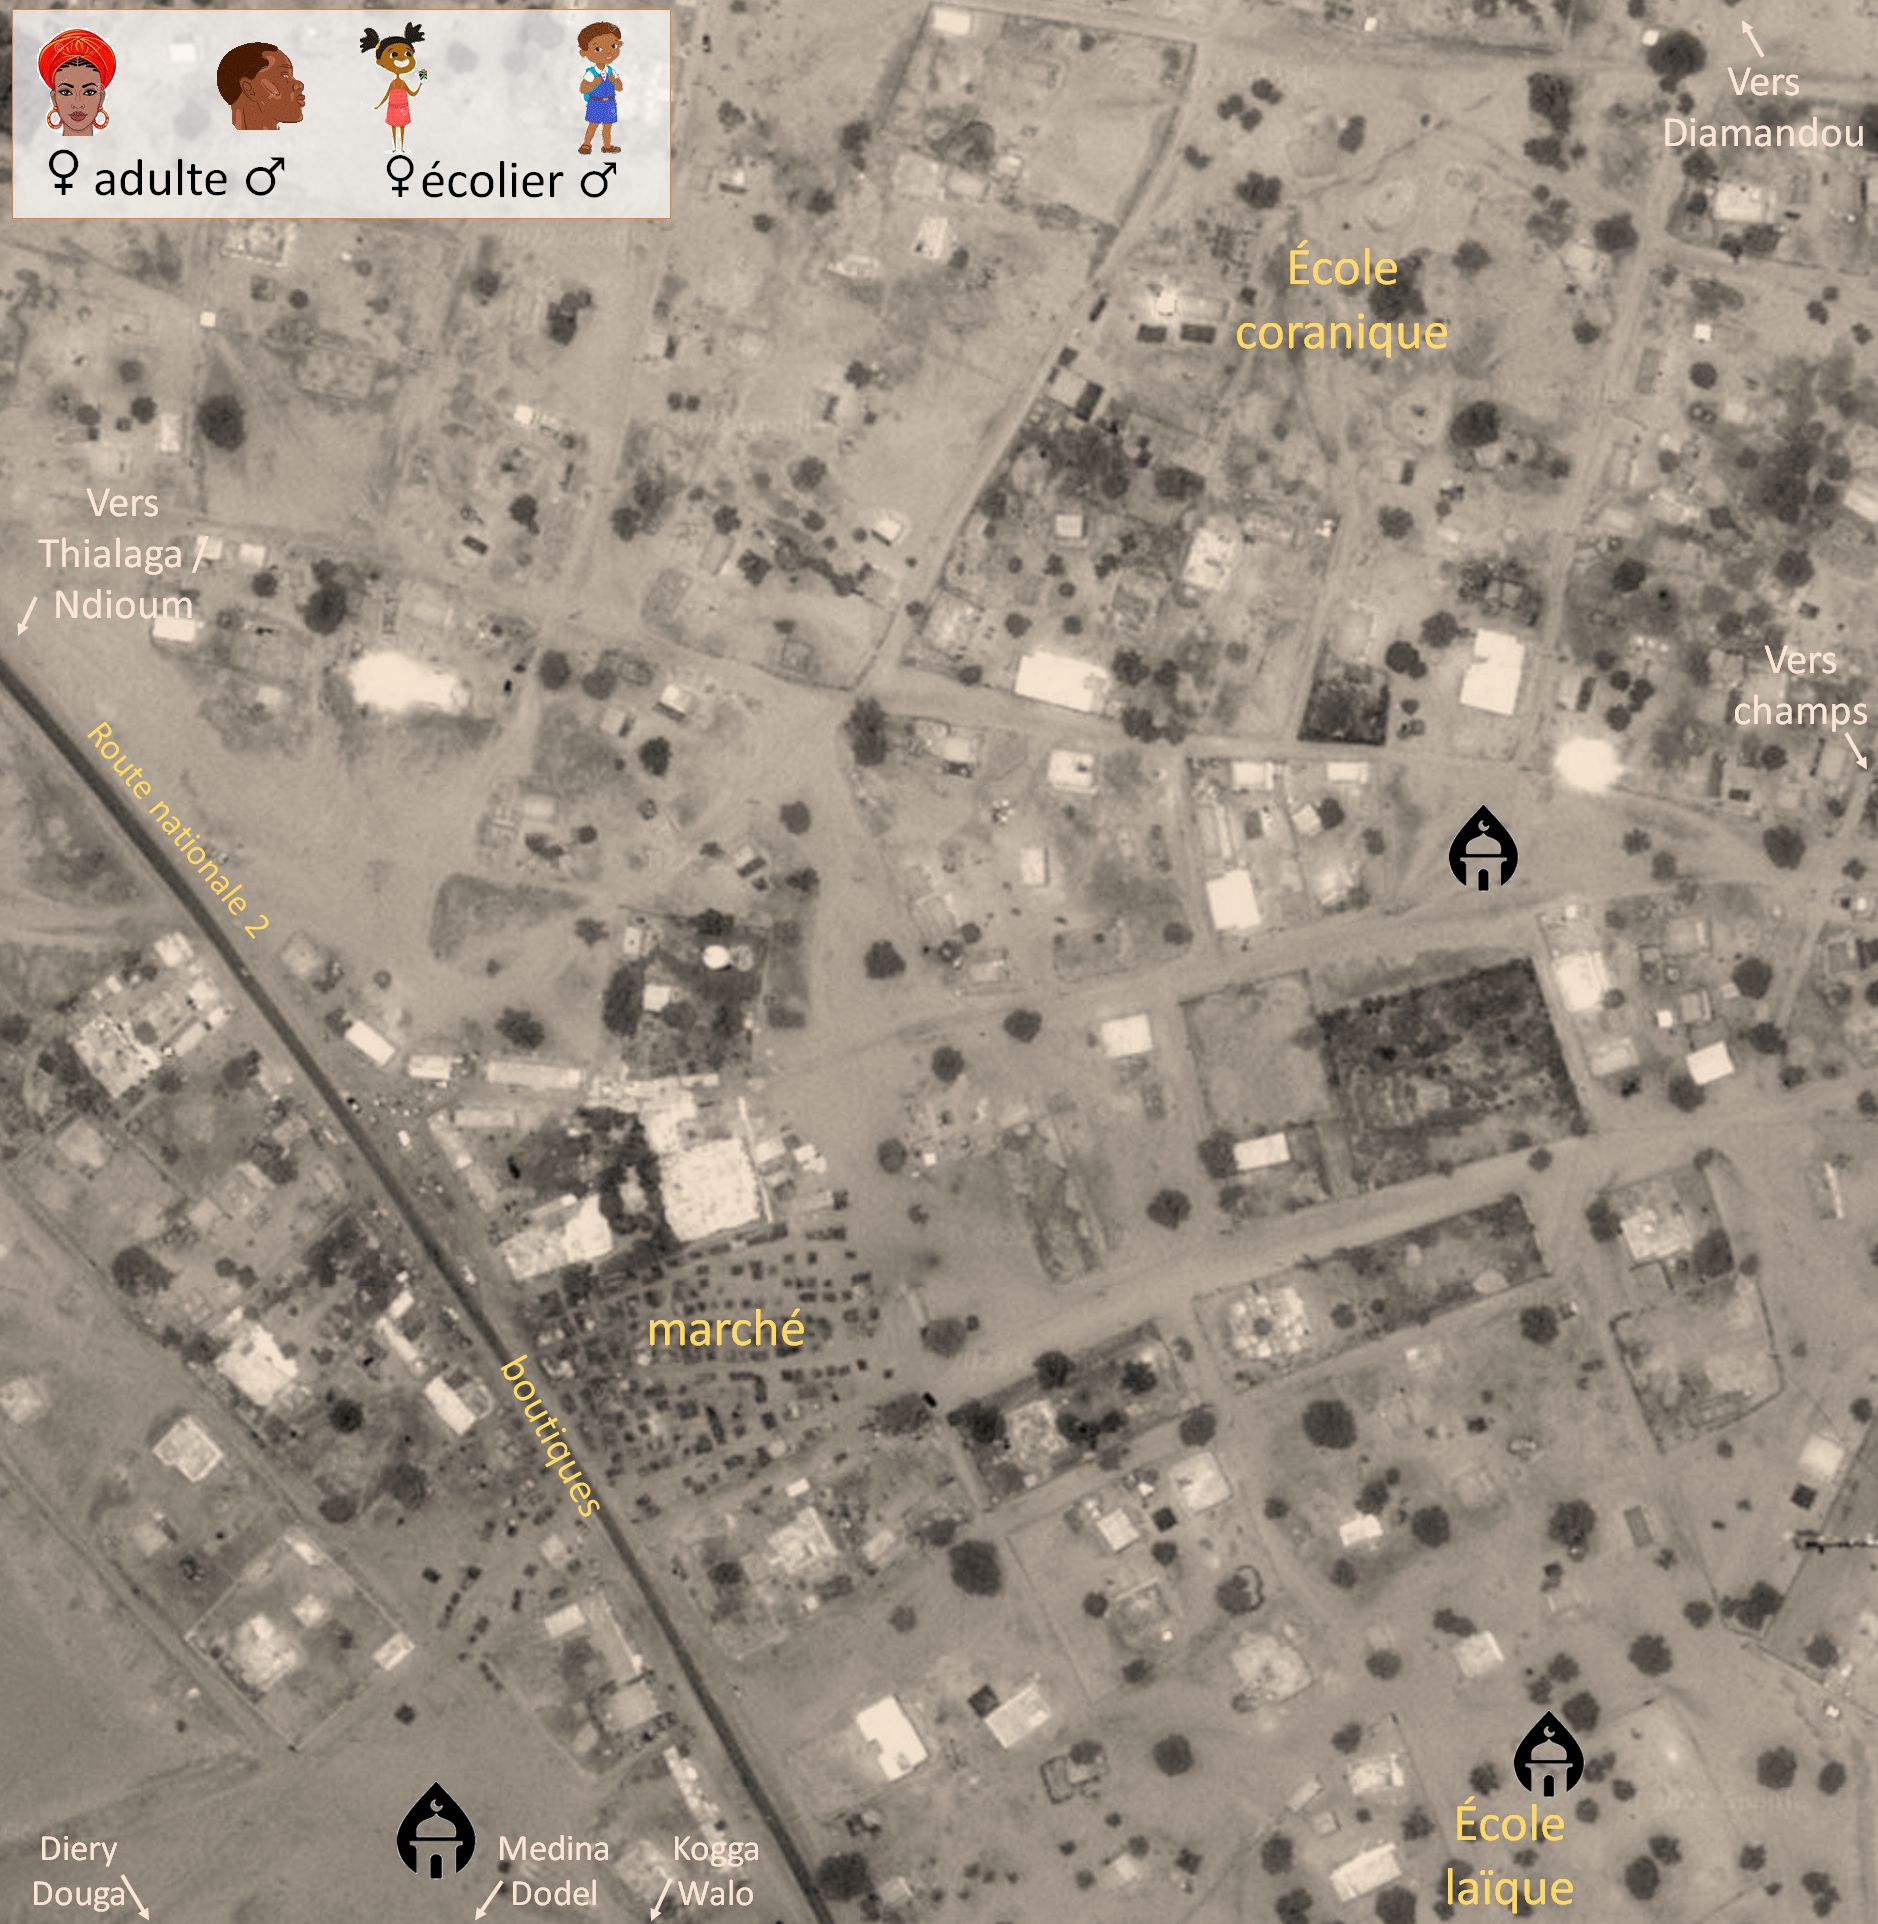 ♀ adulte ♂
♀ écolier ♂
Vers
Diamandou
École
coranique
Vers
Thialaga /
Ndioum
Vers
champs
Route nationale 2
marché
boutiques
École
laïque
Diery
Douga
Medina
Dodel
Kogga
Walo